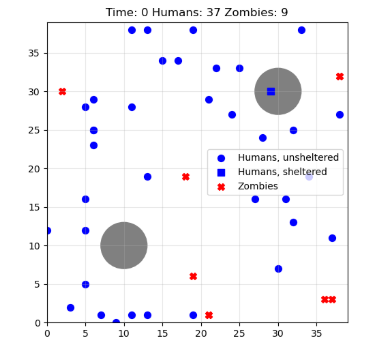 Time: 0 Humans: 37 Zombies: 9
35
30
25
20
15
10
5
0
Humans, unsheltered
Humans, sheltered
Zombies
0 5 10 15 20 25 30 35